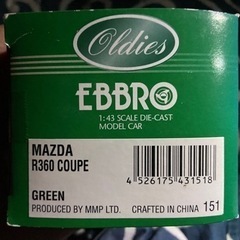 Oldies
EBBRO
1:43 SCALE DIE-CAST
MODEL CAR
MAZDA
R360 COUPE
4 526175 431518
GREEN
PRODUCED BY MMP LTD. CRAFTED IN CHINA 151